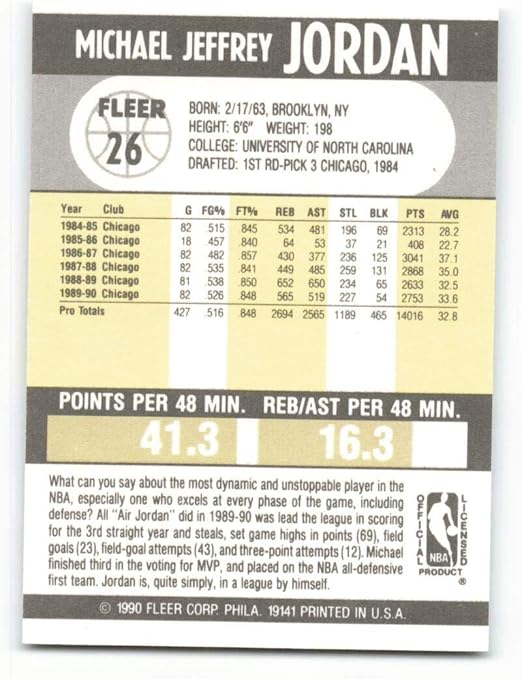 MICHAEL JEFFREY JORDAN
FLEER
26
BORN: 2/17/63, BROOKLYN, NY
HEIGHT: 6'6" WEIGHT: 198
COLLEGE: UNIVERSITY OF NORTH CAROLINA
DRAFTED: 1ST RD-PICK 3 CHICAGO, 1984
Year Club G FG% FT% REB AST STL BLK PTS AVG
1984-85 Chicago 82 .515 .845 534 481 196 69 2313 28.2
1985-86 Chicago 18 .457 .840 64 53 37 21 408 22.7
1986-87 Chicago 82 .482 .857 430 377 236 125 3041 37.1
1987-88 Chicago 82 .535 .841 449 485 259 131 2868 35.0
1988-89 Chicago 81 .538 .850 652 650 234 65 2633 32.5
1989-90 Chicago 82 .526 .848 565 519 227 54 2753 33.6
Pro Totals 427 .516 .848 2694 2565 1189 465 14016 32.8
POINTS PER 48 MIN. REB/AST PER 48 MIN.
41.3 16.3
What can you say about the most dynamic and unstoppable player in the
NBA, especially one who excels at every phase of the game, including
defense? All "Air Jordan" did in 1989-90 was lead the league in scoring
for the 3rd straight year and steals, set game highs in points (69), field
goals (23), field-goal attempts (43), and three-point attempts (12). Michael
finished third in the voting for MVP, and placed on the NBA all-defensive
first team. Jordan is, quite simply, in a league by himself.
OFFICIAL
LICENSED
NBA
PRODUCT
®
© 1990 FLEER CORP. PHILA. 19141 PRINTED IN U.S.A.